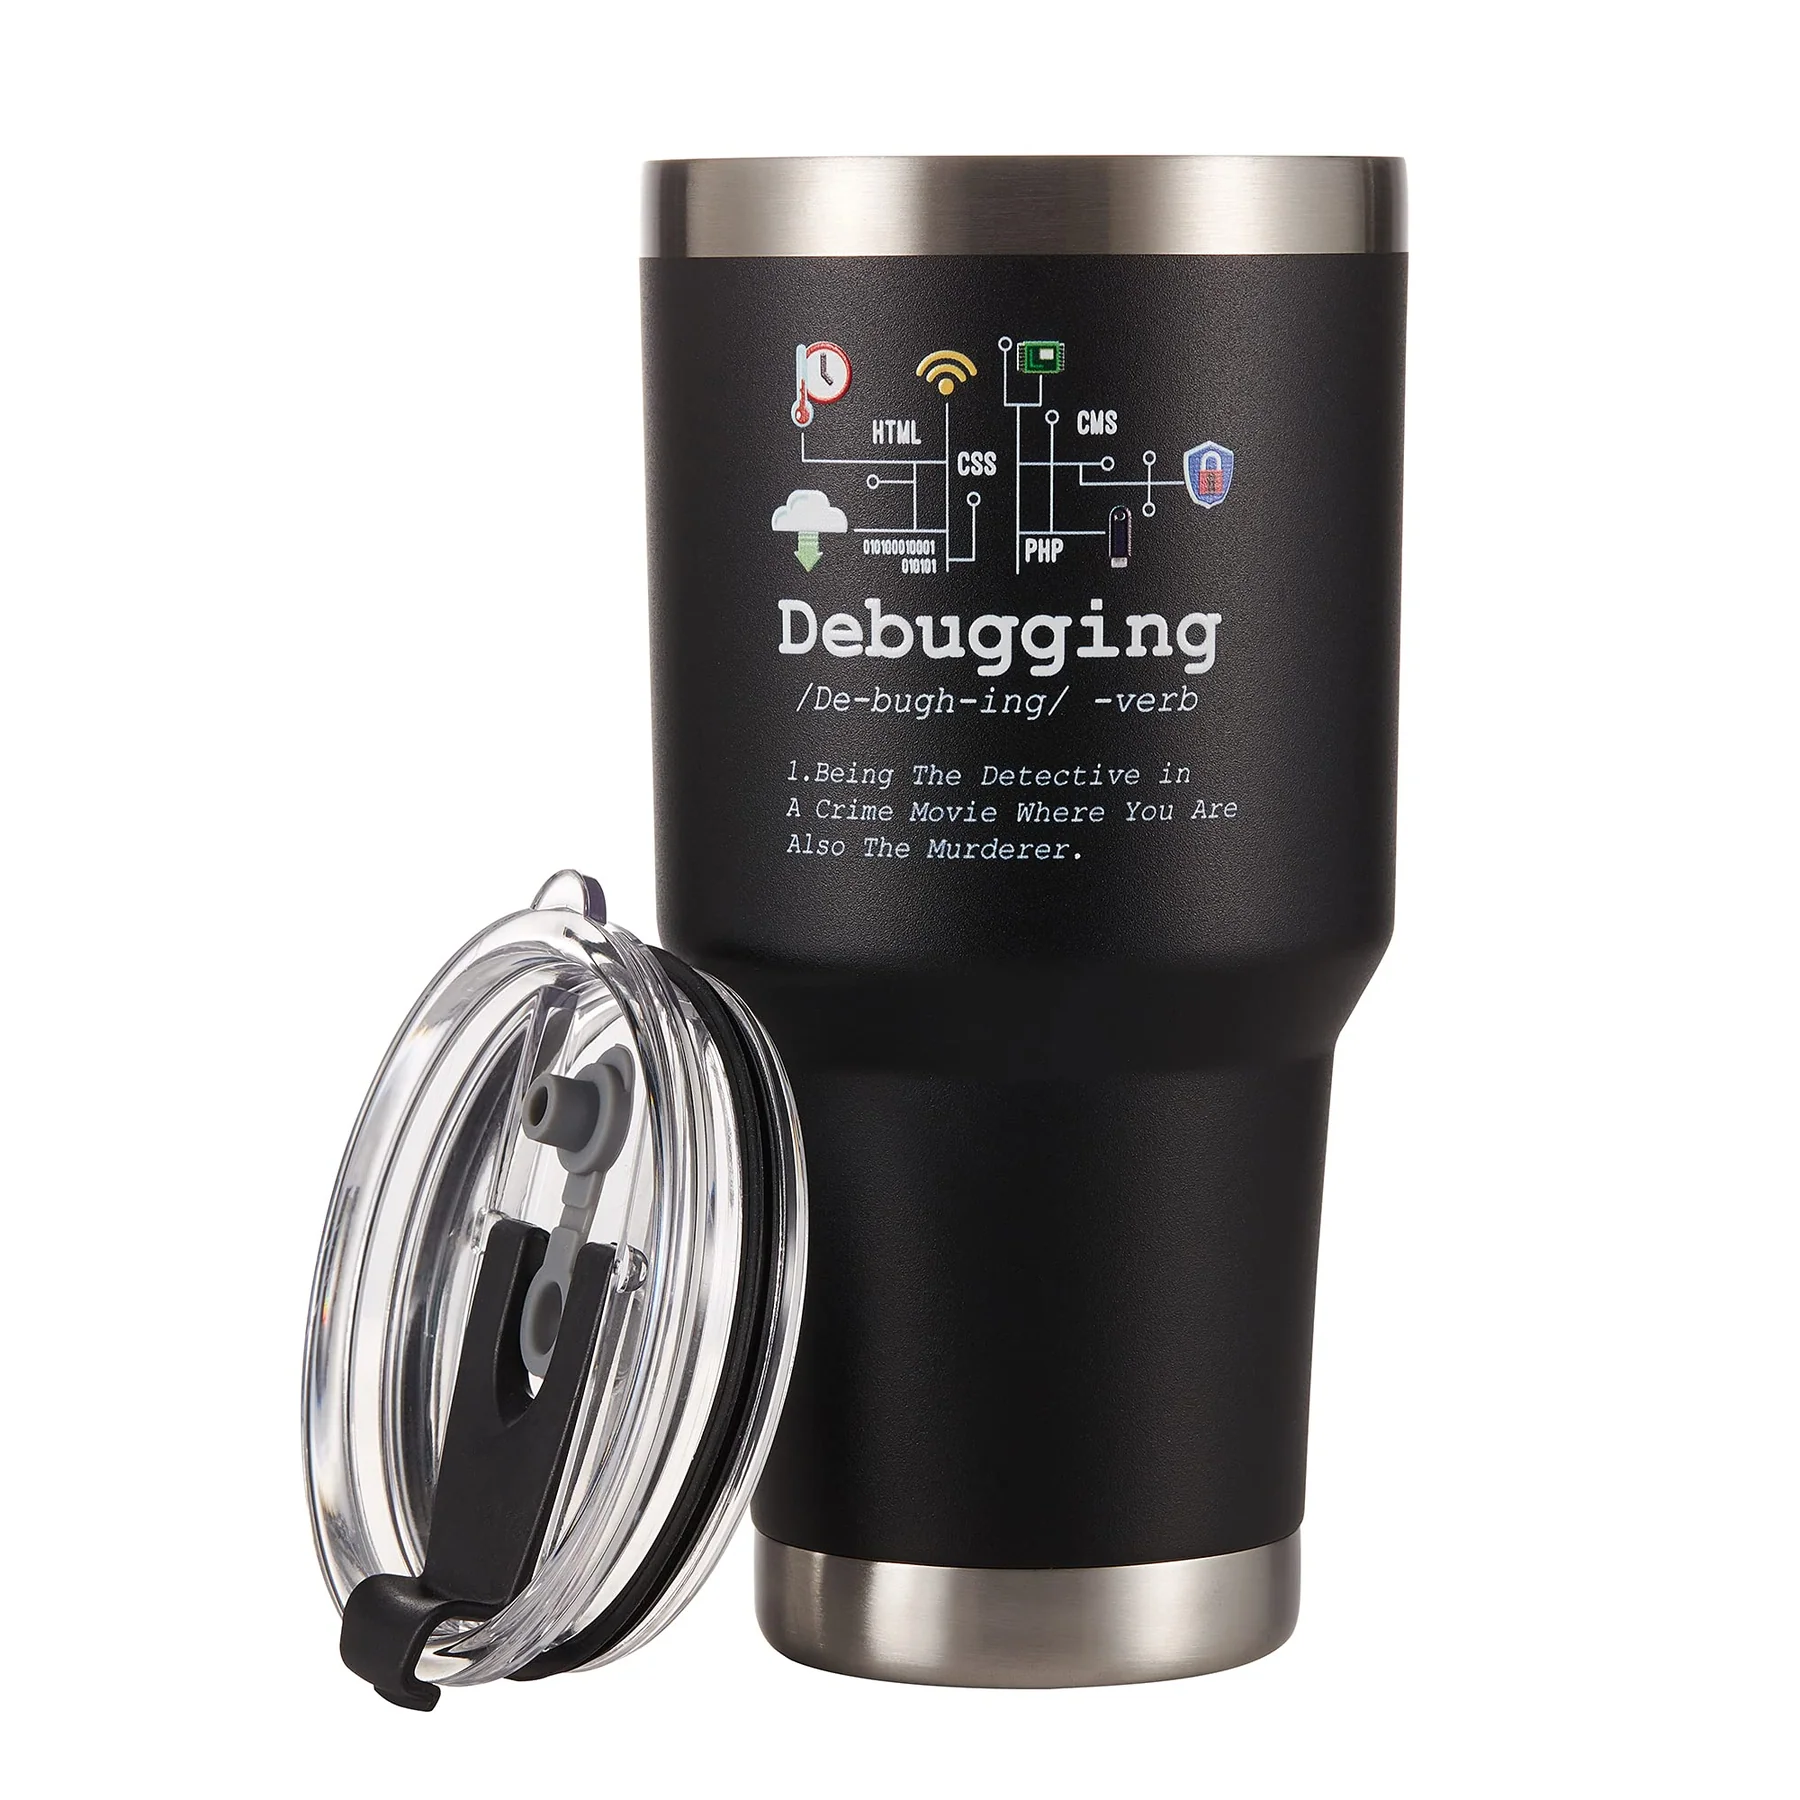 HTML
CSS
CMS
010100010001
010101
PHP
Debugging
/De-bugh-ing/ -verb
1.Being The Detective in
A Crime Movie Where You Are
Also The Murderer.